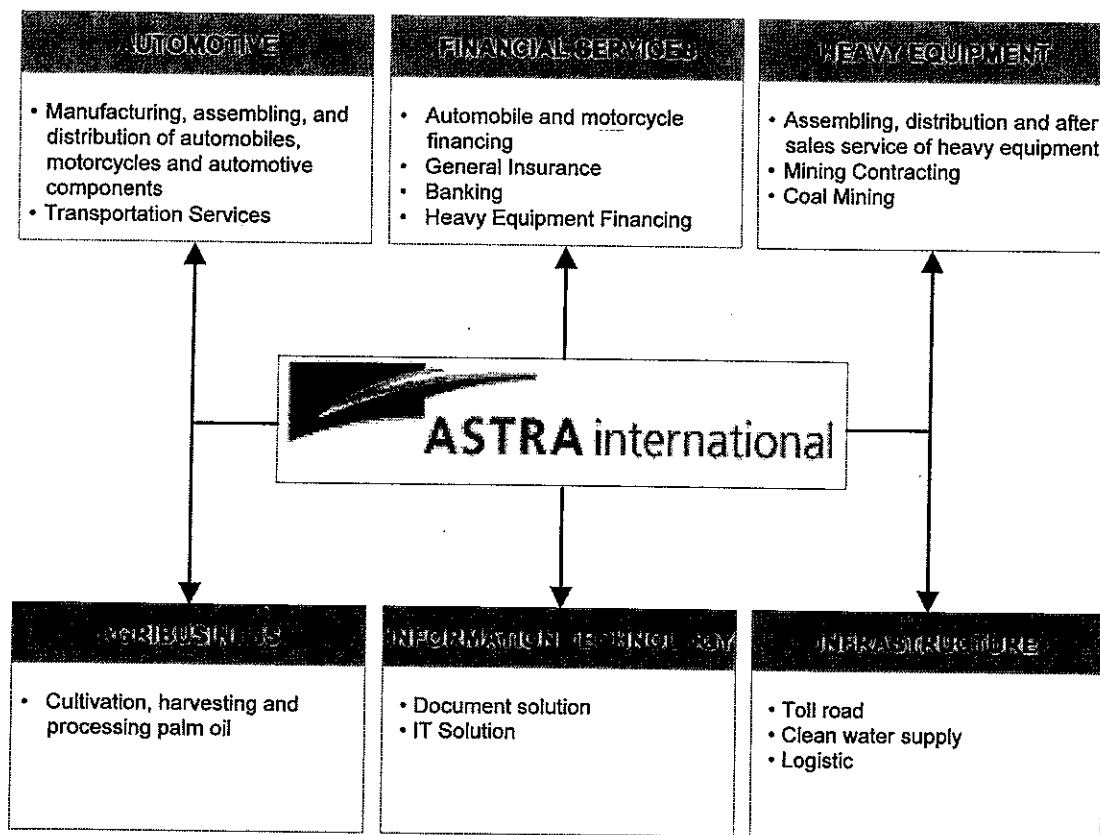 AUTOMOTIVE
• Manufacturing, assembling, and
distribution of automobiles,
motorcycles and automotive
components
• Transportation Services
FINANCIAL SERVICES
• Automobile and motorcycle
financing
• General Insurance
• Banking
• Heavy Equipment Financing
HEAVY EQUIPMENT
• Assembling, distribution and after
sales service of heavy equipment
• Mining Contracting
• Coal Mining
ASTRA international
AGRIBUSINESS
• Cultivation, harvesting and
processing palm oil
INFORMATION TECHNOLOGY
• Document solution
• IT Solution
INFRASTRUCTURE
• Toll road
• Clean water supply
• Logistic